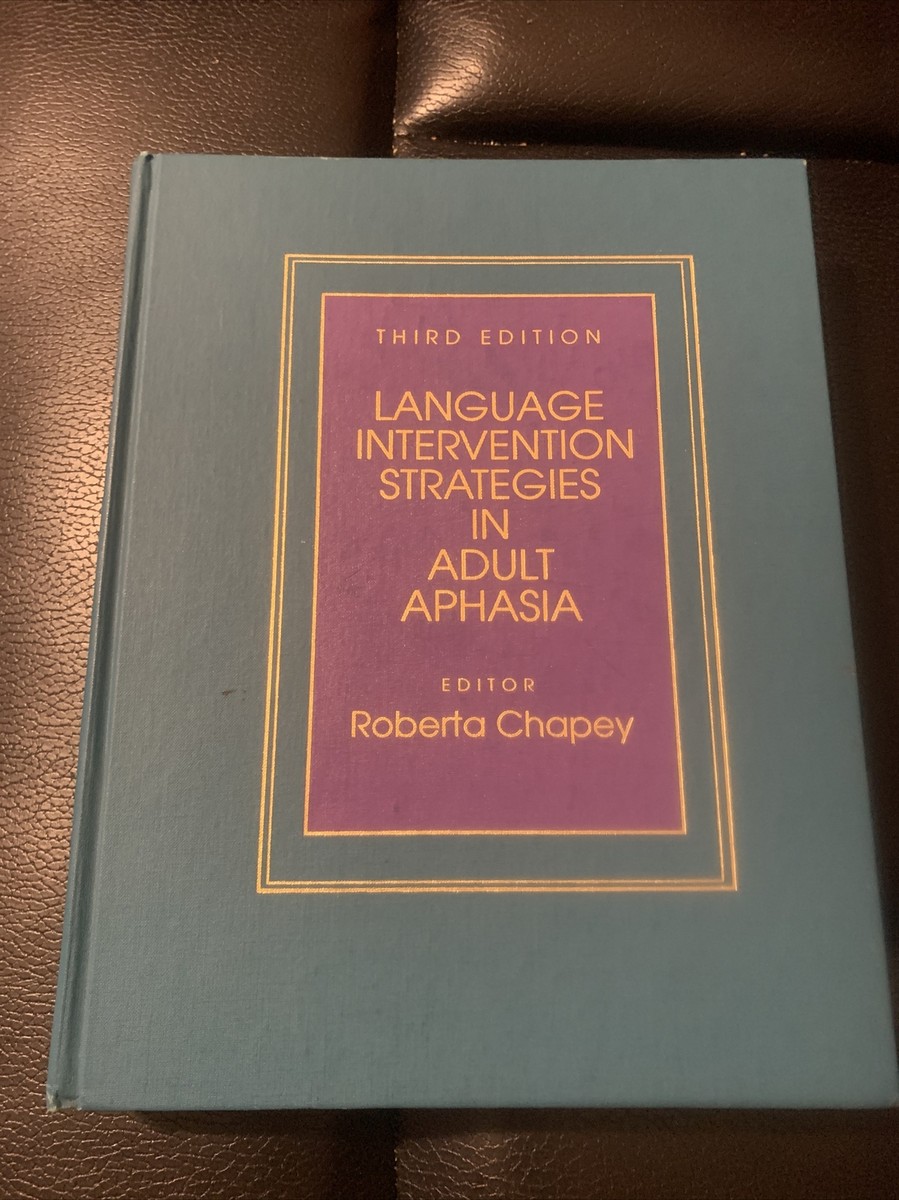 THIRD EDITION
LANGUAGE
INTERVENTION
STRATEGIES
IN
ADULT
APHASIA
EDITOR
Roberta Chapey